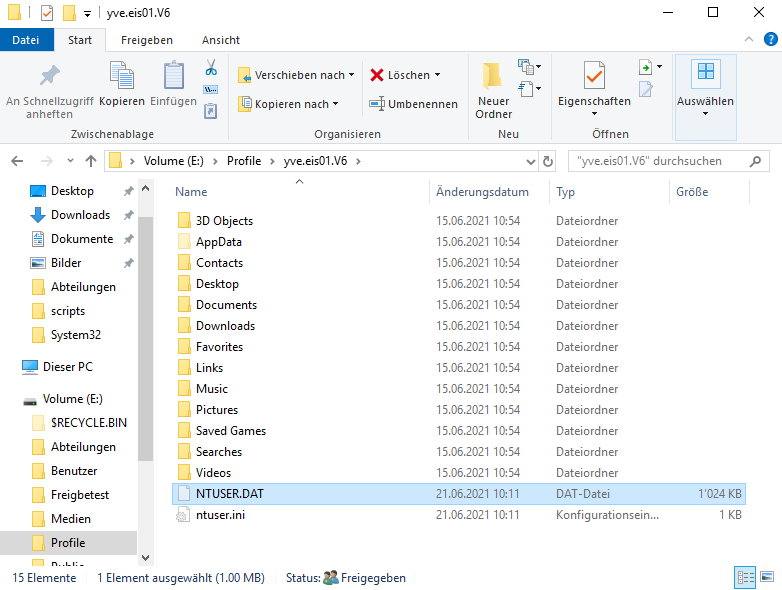 yve.eis01.V6
Datei Start Freigeben Ansicht
An Schnellzugriff anheften
Kopieren
Einfügen
Zwischenablage
Verschieben nach
Kopieren nach
Löschen
Umbenennen
Organisieren
Neuer Ordner
Neu
Eigenschaften
Öffnen
Auswählen
Volume (E:) > Profile > yve.eis01.V6 >
"yve.eis01.V6" durchsuchen
Desktop
Downloads
Dokumente
Bilder
Abteilungen
scripts
System32
Dieser PC
Volume (E:)
$RECYCLE.BIN
Abteilungen
Benutzer
Freigbetest
Medien
Profile
Public
Name Änderungsdatum Typ Größe
3D Objects 15.06.2021 10:54 Dateiordner
AppData 15.06.2021 10:54 Dateiordner
Contacts 15.06.2021 10:54 Dateiordner
Desktop 15.06.2021 10:54 Dateiordner
Documents 15.06.2021 10:54 Dateiordner
Downloads 15.06.2021 10:54 Dateiordner
Favorites 15.06.2021 10:54 Dateiordner
Links 15.06.2021 10:54 Dateiordner
Music 15.06.2021 10:54 Dateiordner
Pictures 15.06.2021 10:54 Dateiordner
Saved Games 15.06.2021 10:54 Dateiordner
Searches 15.06.2021 10:54 Dateiordner
Videos 15.06.2021 10:54 Dateiordner
NTUSER.DAT 21.06.2021 10:11 DAT-Datei 1'024 KB
ntuser.ini 21.06.2021 10:11 Konfigurationsein... 1 KB
15 Elemente 1 Element ausgewählt (1.00 MB) Status: Freigegeben